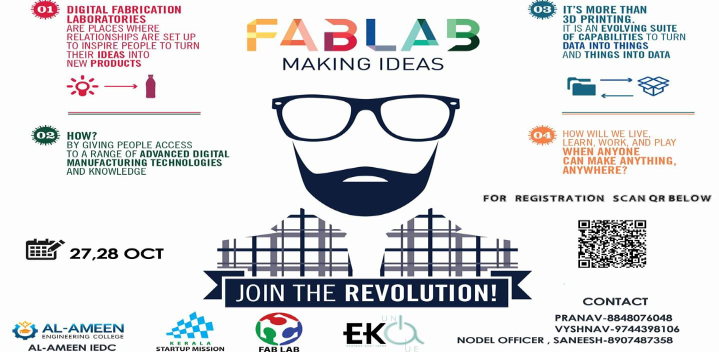 01 DIGITAL FABRICATION
LABORATORIES
ARE PLACES WHERE
RELATIONSHIPS ARE SET UP
TO INSPIRE PEOPLE TO TURN
THEIR IDEAS INTO
NEW PRODUCTS
02 HOW?
BY GIVING PEOPLE ACCESS
TO A RANGE OF ADVANCED DIGITAL
MANUFACTURING TECHNOLOGIES
AND KNOWLEDGE
FABLAB
MAKING IDEAS
03 IT'S MORE THAN
3D PRINTING.
IT IS AN EVOLVING SUITE
OF CAPABILITIES TO TURN
DATA INTO THINGS
AND THINGS INTO DATA
04 HOW WILL WE LIVE,
LEARN, WORK, AND PLAY
WHEN ANYONE
CAN MAKE ANYTHING,
ANYWHERE?
FOR REGISTRATION SCAN QR BELOW
27,28 OCT
JOIN THE REVOLUTION!
CONTACT
PRANAV-8848076048
VYSHNAV-9744398106
NODEL OFFICER , SANEESH-8907487358
AL-AMEEN
ENGINEERING COLLEGE
AL-AMEEN IEDC
KERALA
STARTUP MISSION
FAB LAB
UNI
EK
UE